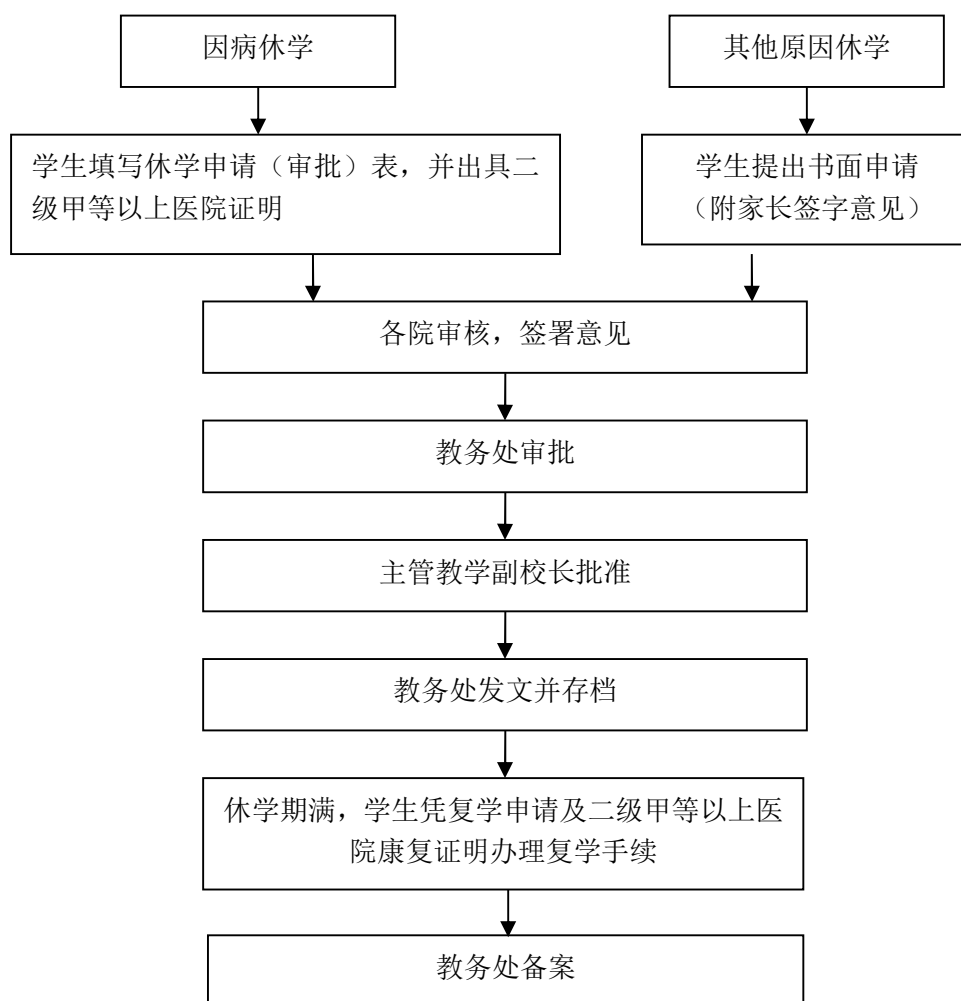 因病休学
其他原因休学
学生填写休学申请（审批）表，并出具二
级甲等以上医院证明
学生提出书面申请
（附家长签字意见）
各院审核，签署意见
教务处审批
主管教学副校长批准
教务处发文并存档
休学期满，学生凭复学申请及二级甲等以上医
院康复证明办理复学手续
教务处备案